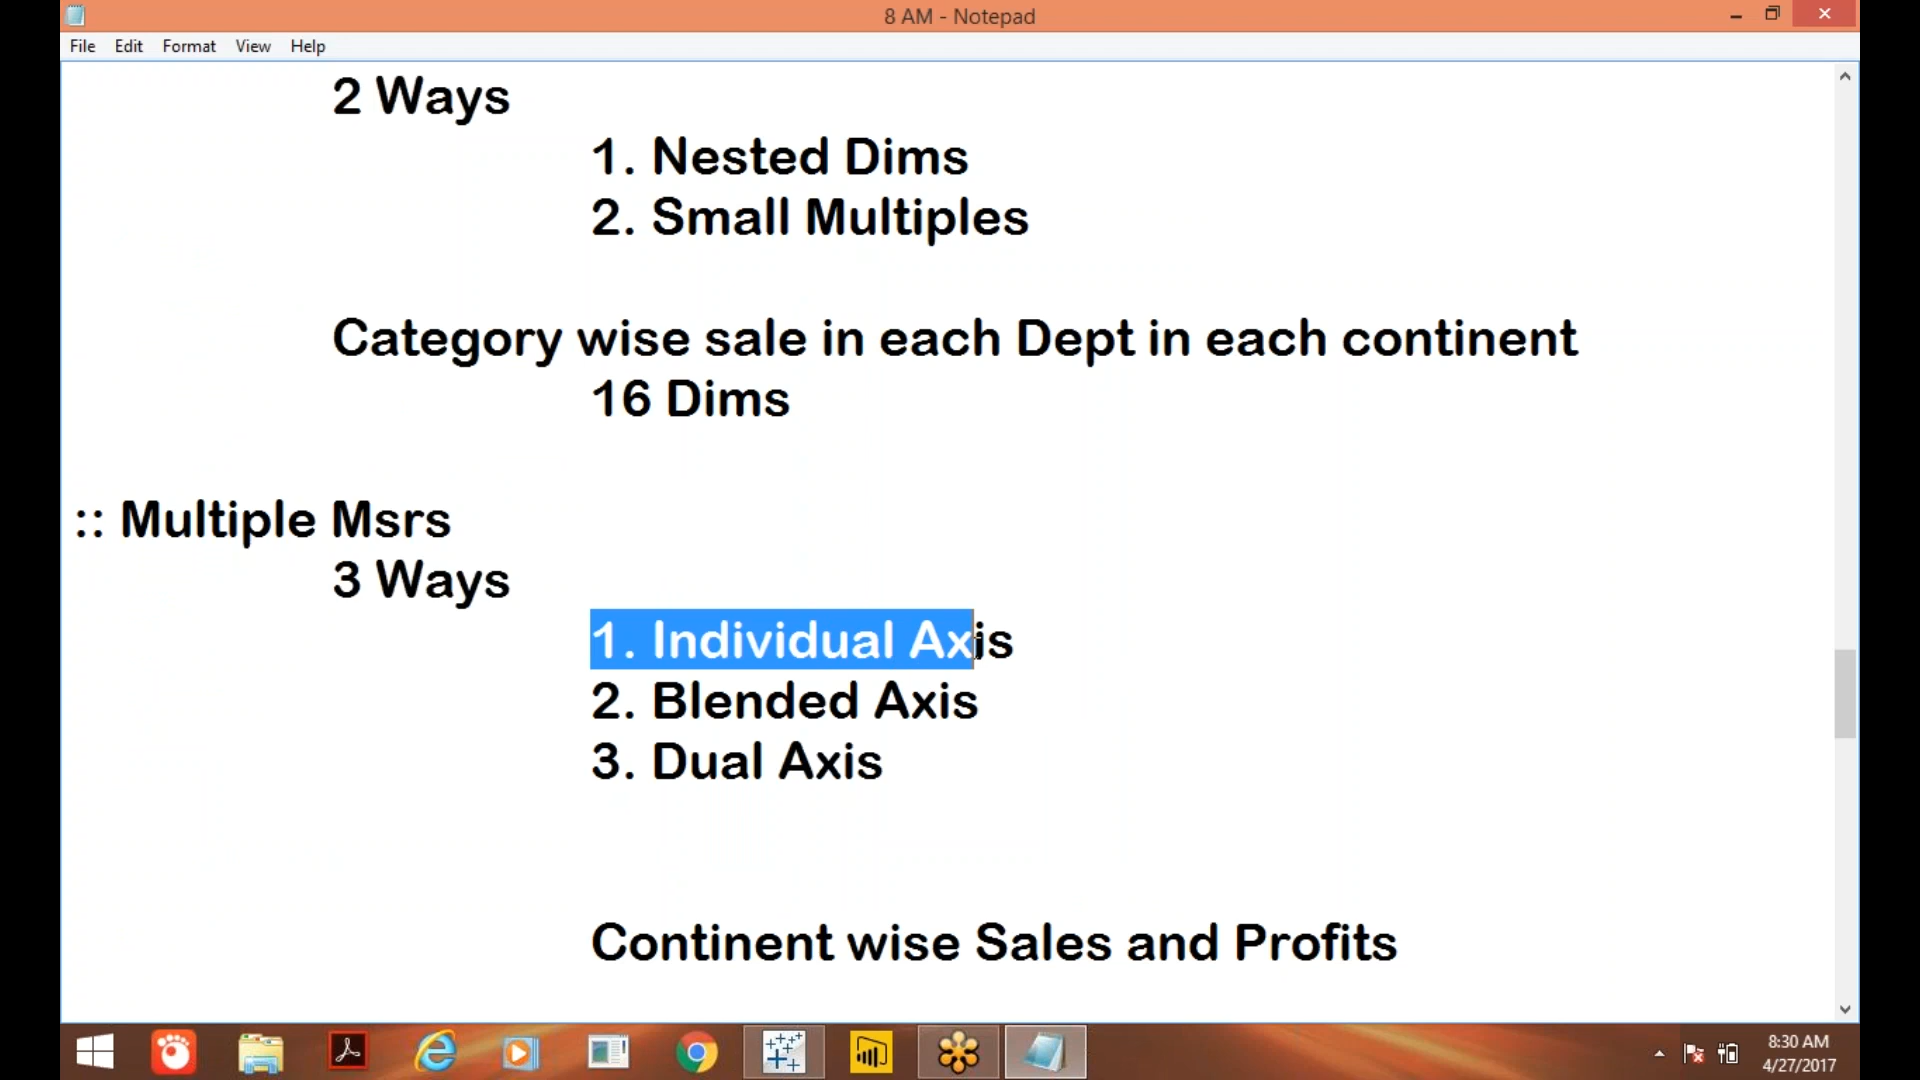 8 AM - Notepad
File Edit Format View Help
2 Ways
1. Nested Dims
2. Small Multiples
Category wise sale in each Dept in each continent
16 Dims
:: Multiple Msrs
3 Ways
1. Individual Axis
2. Blended Axis
3. Dual Axis
Continent wise Sales and Profits
8:30 AM
4/27/2017